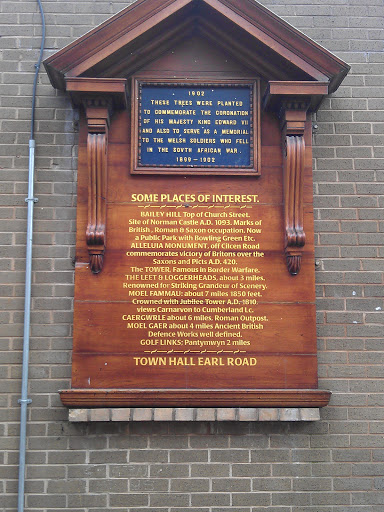 1902
THESE TREES WERE PLANTED
TO COMMEMORATE THE CORONATION
OF HIS MAJESTY KING EDWARD VII
AND ALSO TO SERVE AS A MEMORIAL
TO THE WELSH SOLDIERS WHO FELL
IN THE SOUTH AFRICAN WAR.
1899-1902
SOME PLACES OF INTEREST.
BAILEY HILL Top of Church Street.
Site of Norman Castle A.D. 1093. Marks of
British, Roman & Saxon occupation. Now
a Public Park with Bowling Green Etc.
ALLELUIA MONUMENT, off Cilcen Road
commemorates victory of Britons over the
Saxons and Picts A.D. 420.
The TOWER, Famous in Border Warfare.
THE LEET & LOGGERHEADS, about 3 miles.
Renowned for Striking Grandeur of Scenery.
MOEL FAMMAU: about 7 miles 1850 feet.
Crowned with Jubilee Tower A.D.-1810.
views Carnarvon to Cumberland Lc.
CAERGWRLE about 6 miles. Roman Outpost.
MOEL GAER about 4 miles Ancient British
Defence Works well defined.
GOLF LINKS: Pantymwyn 2 miles
TOWN HALL EARL ROAD